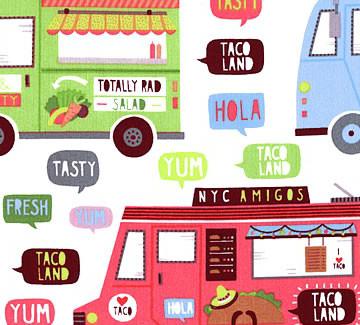 TASTY
TACO
LAND
TOTALLY RAD
SALAD
HOLA
TASTY
YUM
TACO
LAND
FRESH
YUM
NYC AMIGOS
TACO
LAND
I
TACO
I
TACO
HOLA
TACO
LAND
YUM